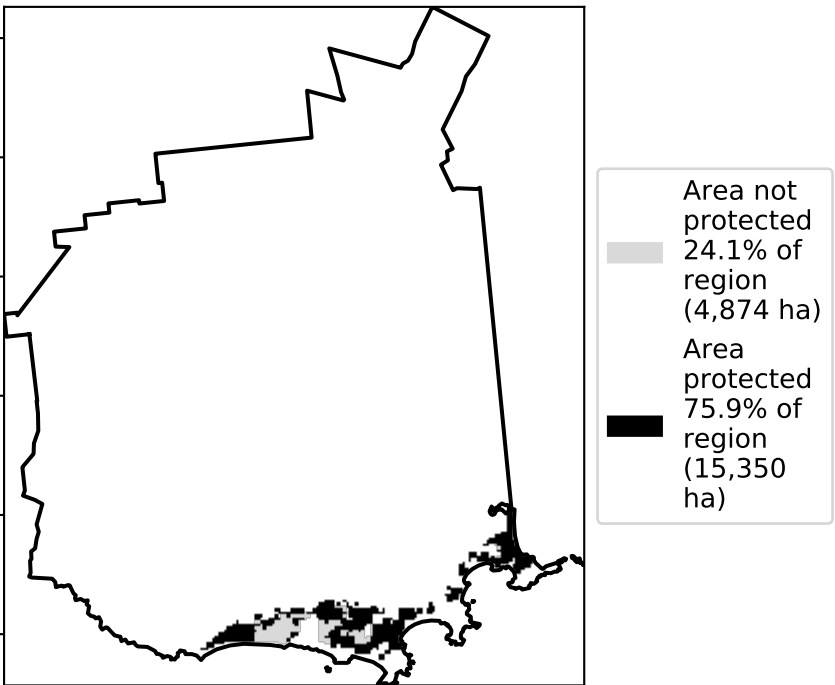 Area not
protected
24.1% of
region
(4,874 ha)
Area
protected
75.9% of
region
(15,350
ha)